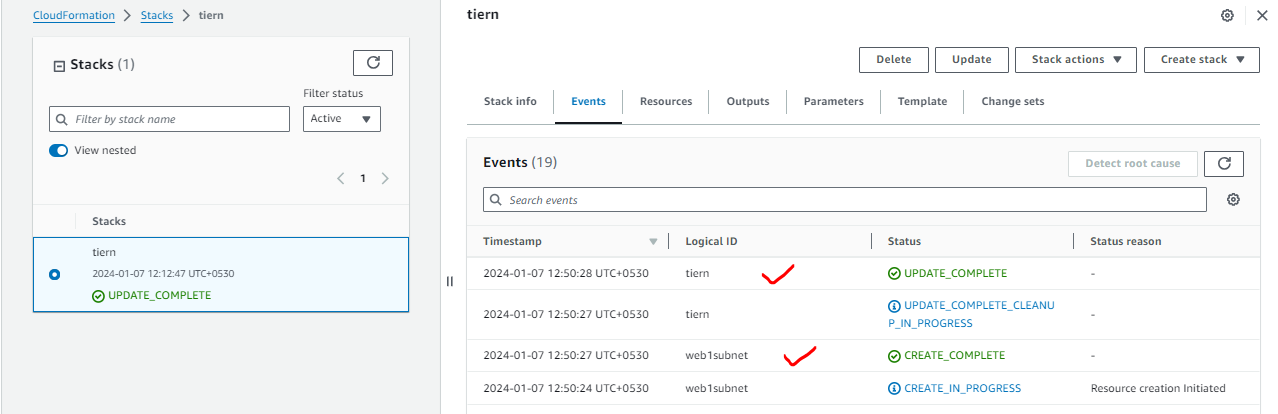 CloudFormation > Stacks > tiern
Stacks (1)
Filter status
Filter by stack name
Active
View nested
1
Stacks
tiern
2024-01-07 12:12:47 UTC+0530
UPDATE_COMPLETE
tiern
Delete Update Stack actions Create stack
Stack info Events Resources Outputs Parameters Template Change sets
Events (19)
Detect root cause
Search events
Timestamp Logical ID Status Status reason
2024-01-07 12:50:28 UTC+0530 tiern UPDATE_COMPLETE -
2024-01-07 12:50:27 UTC+0530 tiern UPDATE_COMPLETE_CLEANU
P_IN_PROGRESS -
2024-01-07 12:50:27 UTC+0530 web1subnet CREATE_COMPLETE -
2024-01-07 12:50:24 UTC+0530 web1subnet CREATE_IN_PROGRESS Resource creation Initiated